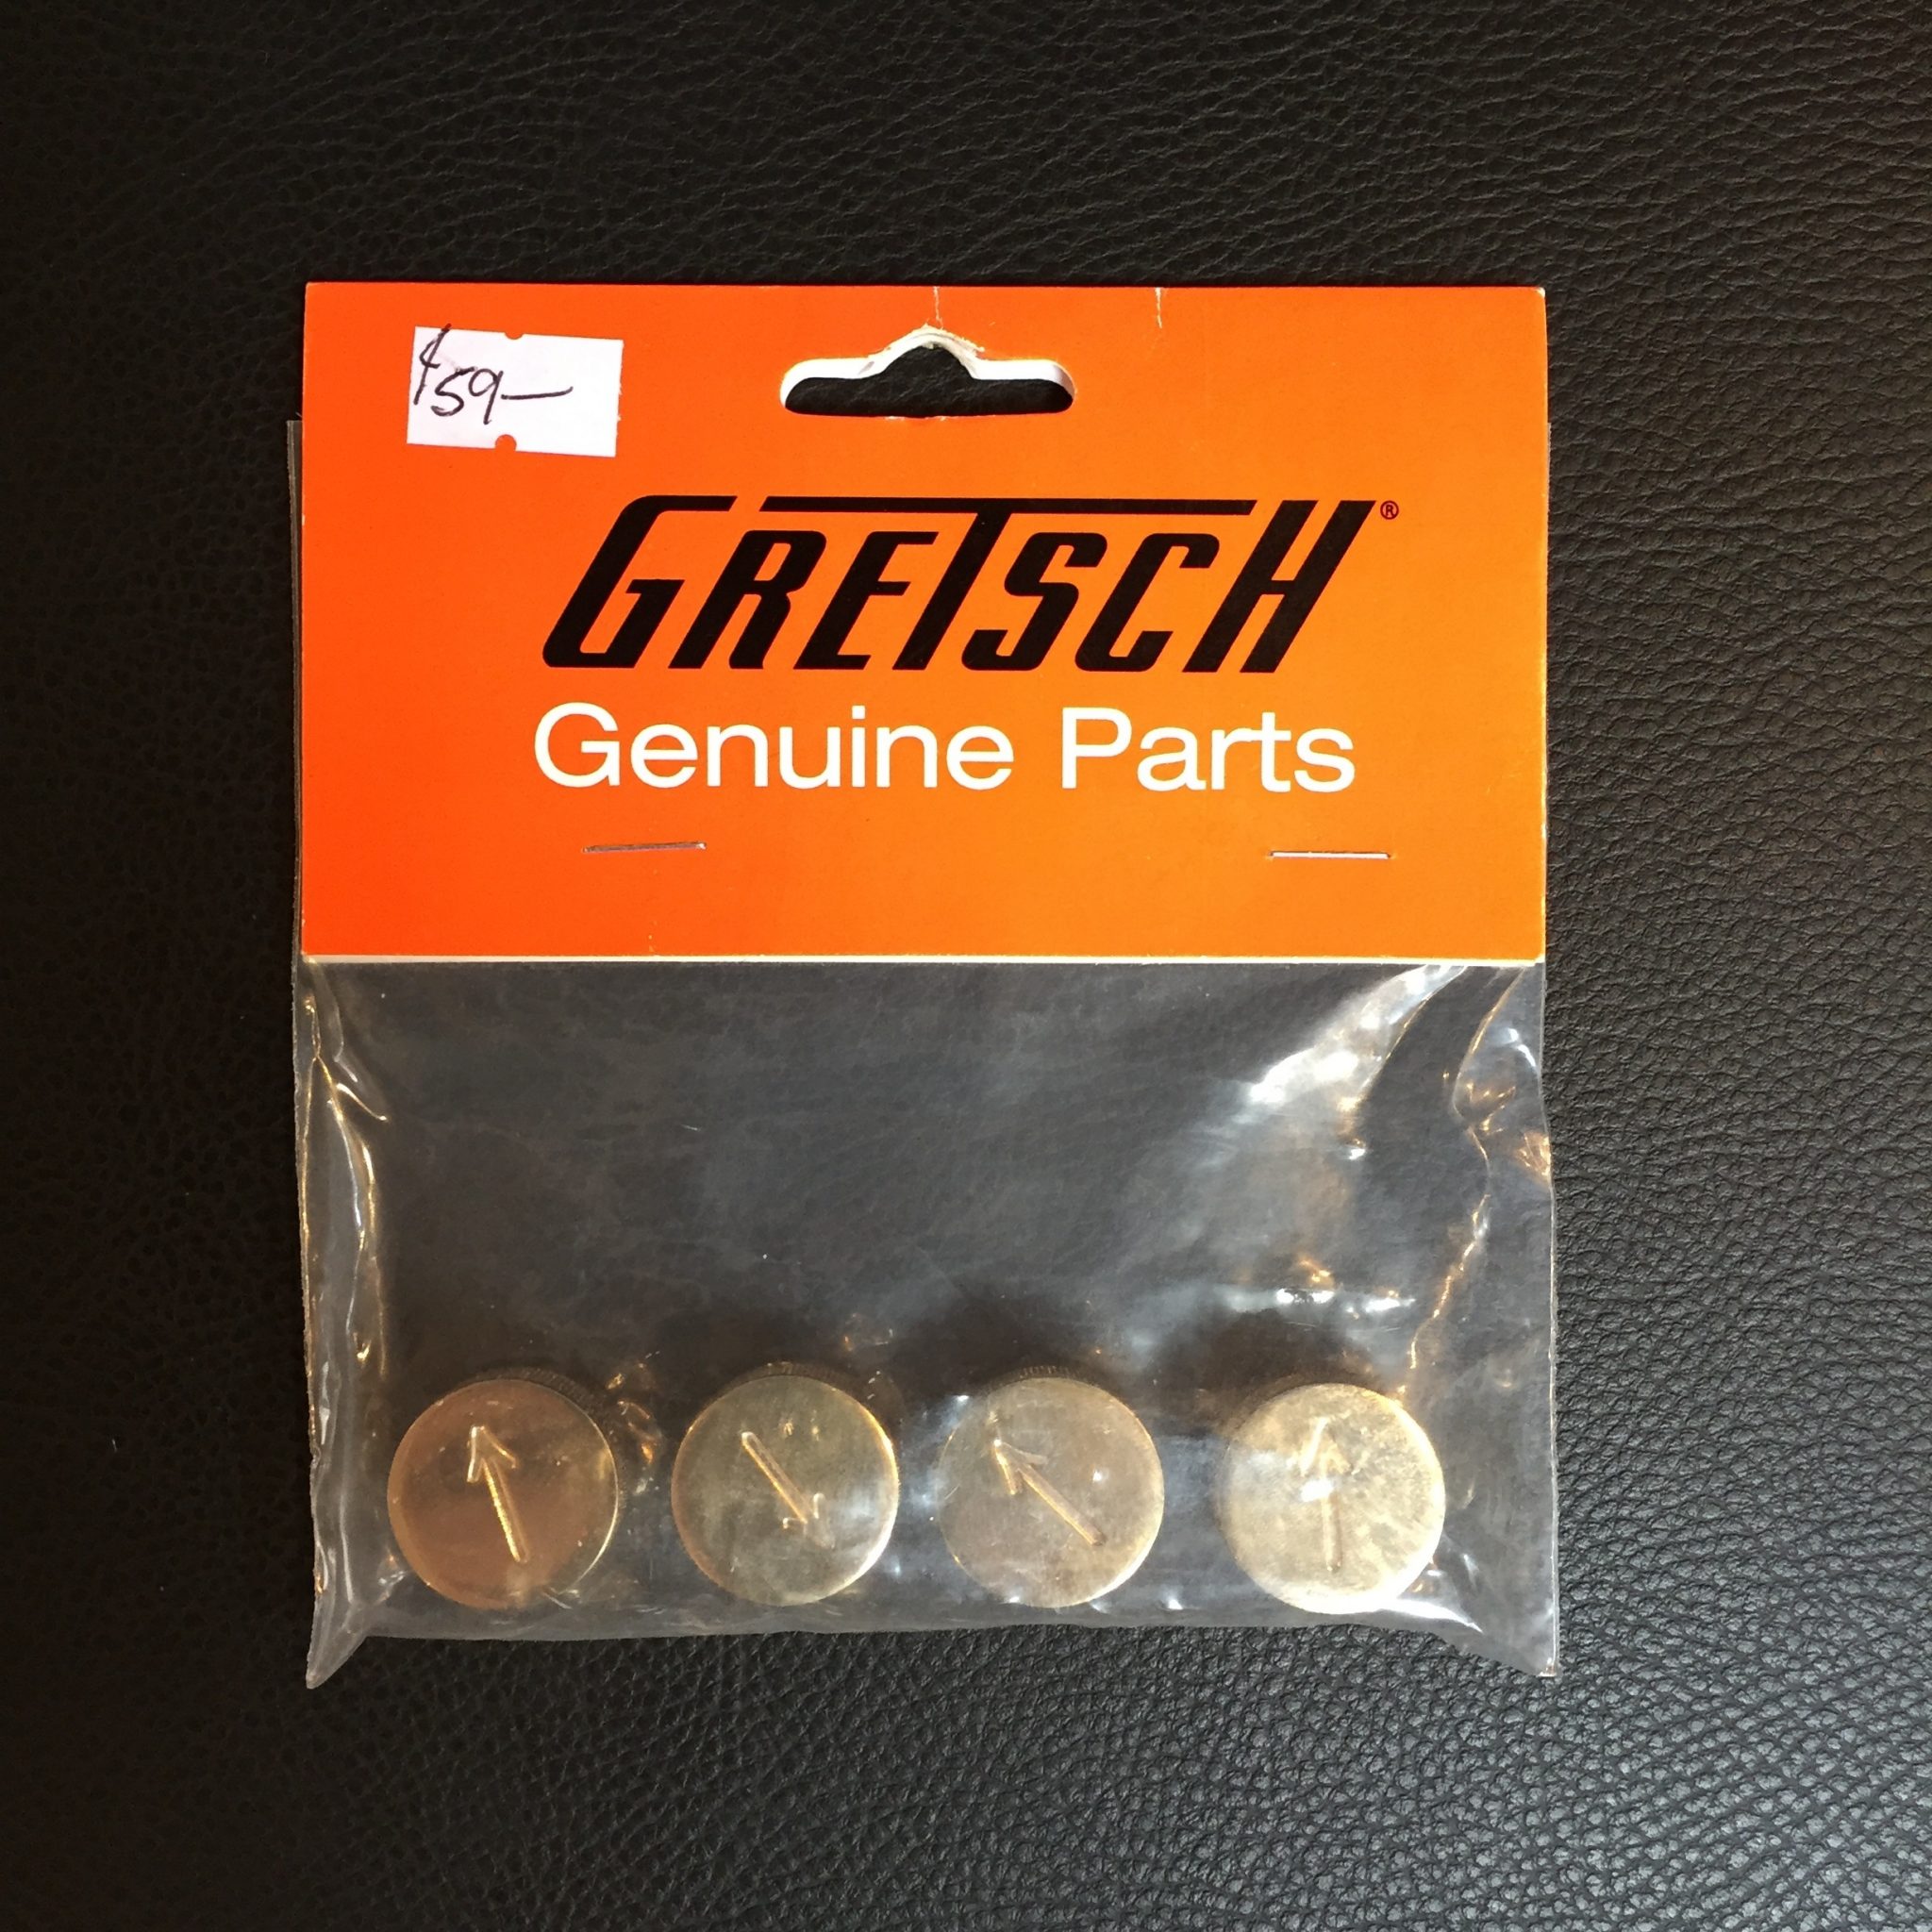 $59—
GRETSCH®
Genuine Parts